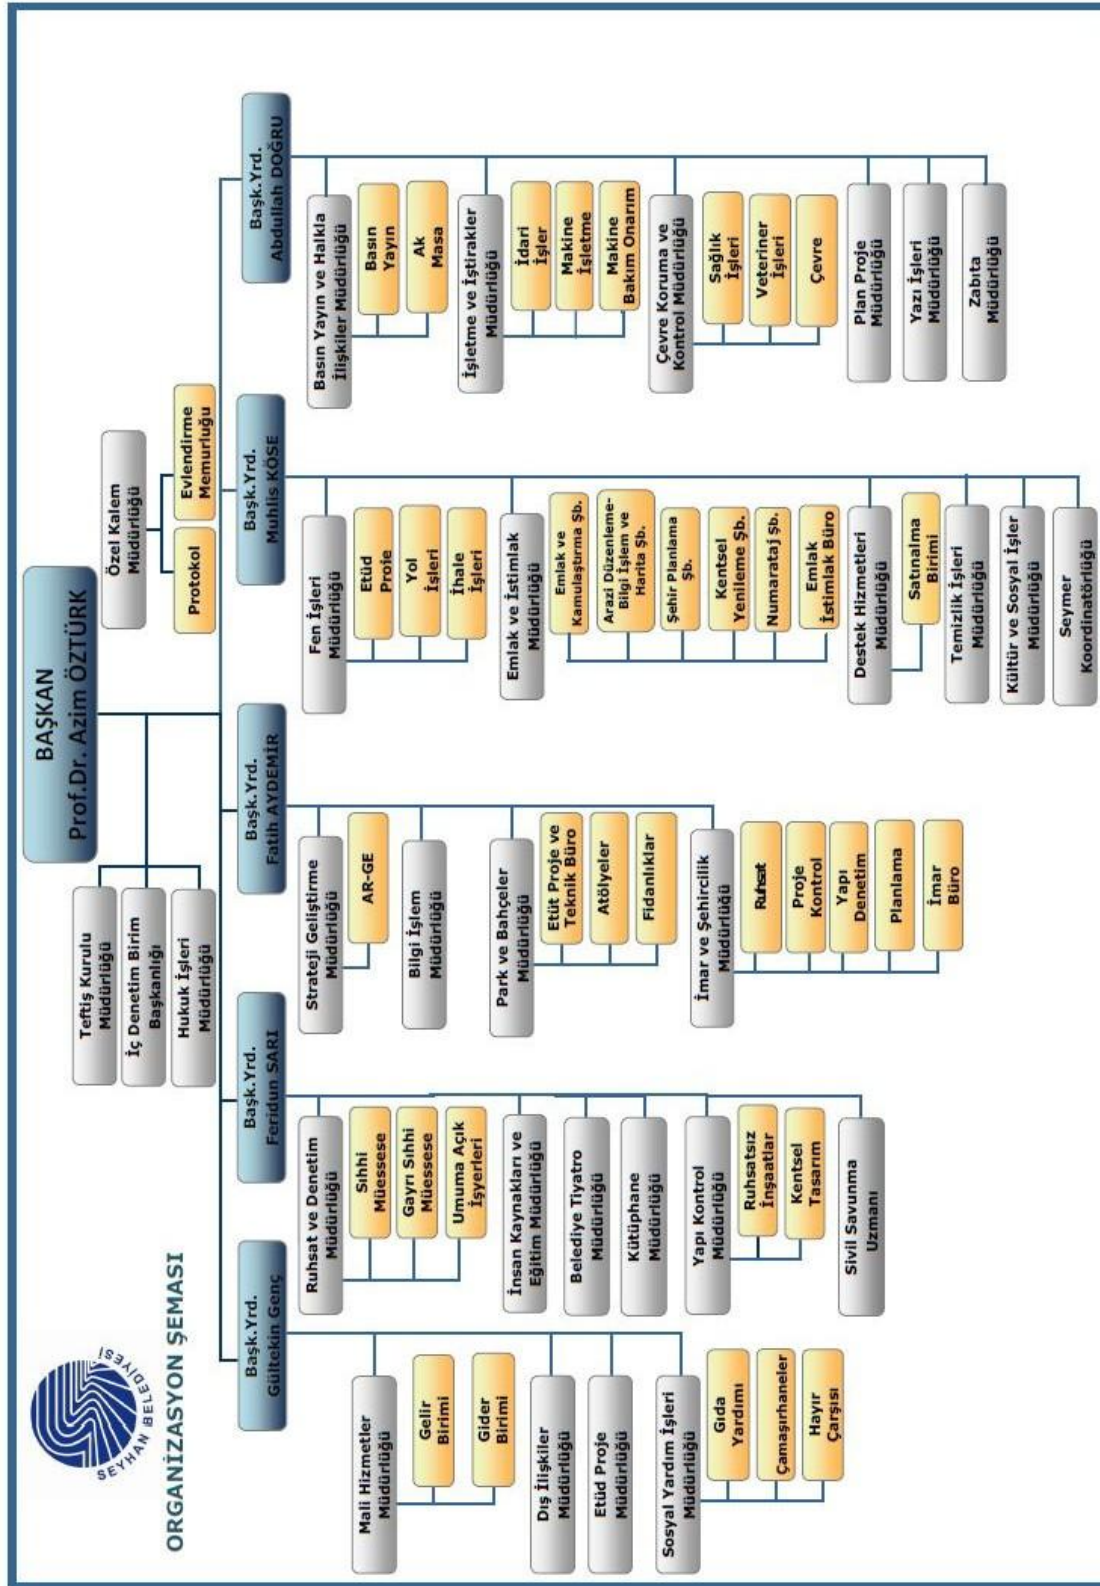 SEYHAN BELEDİYESİ
ORGANİZASYON ŞEMASI
BAŞKAN
Prof.Dr. Azim ÖZTÜRK
Teftiş Kurulu
Müdürlüğü
İç Denetim Birim
Başkanlığı
Hukuk İşleri
Müdürlüğü
Özel Kalem
Müdürlüğü
Protokol
Evlendirme
Memurluğu
Başk.Yrd.
Gültekin Genç
Mali Hizmetler
Müdürlüğü
Gelir
Birimi
Gider
Birimi
Dış İlişkiler
Müdürlüğü
Etüd Proje
Müdürlüğü
Sosyal Yardım İşleri
Müdürlüğü
Gıda
Yardımı
Çamaşırhaneler
Hayır
Çarşısı
Başk.Yrd.
Feridun SARI
Ruhsat ve Denetim
Müdürlüğü
Sıhhi
Müessese
Gayrı Sıhhi
Müessese
Umuma Açık
İşyerleri
İnsan Kaynakları ve
Eğitim Müdürlüğü
Belediye Tiyatro
Müdürlüğü
Kütüphane
Müdürlüğü
Yapı Kontrol
Müdürlüğü
Ruhsatsız
İnşaatlar
Kentsel
Tasarım
Sivil Savunma
Uzmanı
Başk.Yrd.
Fatih AYDEMİR
Strateji Geliştirme
Müdürlüğü
AR-GE
Bilgi İşlem
Müdürlüğü
Park ve Bahçeler
Müdürlüğü
Etüt Proje ve
Teknik Büro
Atölyeler
Fidanlıklar
İmar ve Şehircilik
Müdürlüğü
Ruhsat
Proje
Kontrol
Yapı
Denetim
Planlama
İmar
Büro
Başk.Yrd.
Muhlis KÖSE
Fen İşleri
Müdürlüğü
Etüd
Proie
Yol
İşleri
İhale
İşleri
Emlak ve İstimlak
Müdürlüğü
Emlak ve
Kamulaştırma Şb.
Arazi Düzenleme-
Bilgi İşlem ve
Harita Şb.
Şehir Planlama
Şb.
Kentsel
Yenileme Şb.
Numarataj Şb.
Emlak
İstimlak Büro
Destek Hizmetleri
Müdürlüğü
Satınalma
Birimi
Temizlik İşleri
Müdürlüğü
Kültür ve Sosyal İşler
Müdürlüğü
Seymer
Koordinatörlüğü
Başk.Yrd.
Abdullah DOĞRU
Basın Yayın ve Halkla
İlişkiler Müdürlüğü
Basın
Yayın
Ak
Masa
İşletme ve İştirakler
Müdürlüğü
İdari
İşler
Makine
İşletme
Makine
Bakım Onarım
Çevre Koruma ve
Kontrol Müdürlüğü
Sağlık
İşleri
Veteriner
İşleri
Çevre
Plan Proje
Müdürlüğü
Yazı İşleri
Müdürlüğü
Zabıta
Müdürlüğü